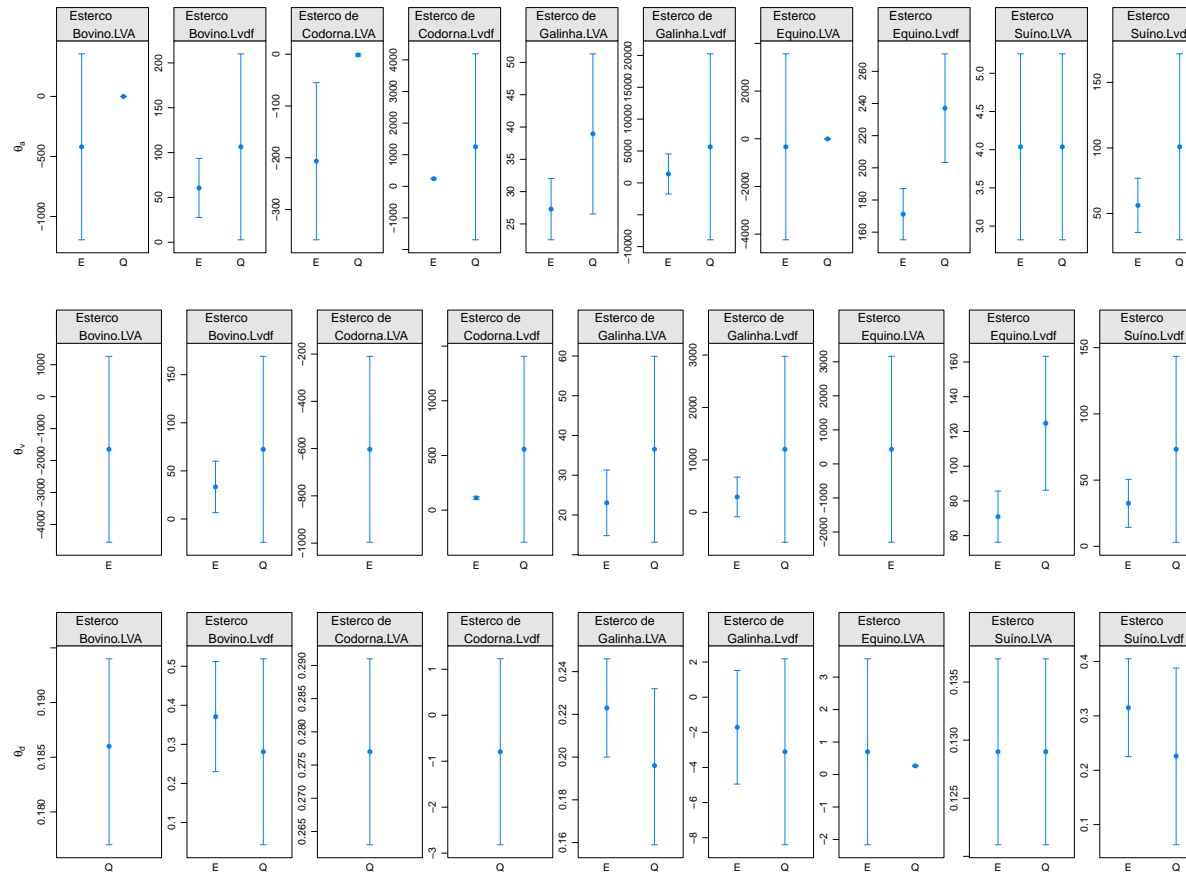 Esterco
Bovino.LVA
Esterco
Bovino.Lvdf
Esterco de
Codorna.LVA
Esterco de
Codorna.Lvdf
Esterco de
Galinha.LVA
Esterco de
Galinha.Lvdf
Esterco
Equino.LVA
Esterco
Equino.Lvdf
Esterco
Suíno.LVA
Esterco
Suíno.Lvdf
θa
0
−500
−1000
200
150
100
50
0
0
−100
−200
−300
4000
3000
2000
1000
0
−1000
50
45
40
35
30
25
20000
15000
10000
5000
0
−10000
2000
0
−2000
−4000
260
240
220
200
180
160
5.0
4.5
4.0
3.5
3.0
150
100
50
E
Q
E
Q
E
Q
E
Q
E
Q
E
Q
E
Q
E
Q
E
Q
E
Q
Esterco
Bovino.LVA
Esterco
Bovino.Lvdf
Esterco de
Codorna.LVA
Esterco de
Codorna.Lvdf
Esterco de
Galinha.LVA
Esterco de
Galinha.Lvdf
Esterco
Equino.LVA
Esterco
Equino.Lvdf
Esterco
Suíno.Lvdf
θv
1000
0
−1000
−2000
−3000
−4000
150
100
50
0
−200
−400
−600
−800
−1000
1000
500
0
60
50
40
30
20
3000
2000
1000
0
3000
2000
1000
0
−1000
−2000
160
140
120
100
80
60
150
100
50
0
E
E
Q
E
E
Q
E
Q
E
Q
E
E
Q
E
Q
Esterco
Bovino.LVA
Esterco
Bovino.Lvdf
Esterco de
Codorna.LVA
Esterco de
Codorna.Lvdf
Esterco de
Galinha.LVA
Esterco de
Galinha.Lvdf
Esterco
Equino.LVA
Esterco
Suíno.LVA
Esterco
Suíno.Lvdf
θd
0.190
0.185
0.180
0.5
0.4
0.3
0.2
0.1
0.290
0.285
0.280
0.275
0.270
0.265
1
0
−1
−2
−3
0.24
0.22
0.20
0.18
0.16
2
0
−2
−4
−6
−8
3
2
1
0
−1
−2
0.135
0.130
0.125
0.4
0.3
0.2
0.1
Q
E
Q
Q
Q
E
Q
E
Q
E
Q
E
Q
E
Q